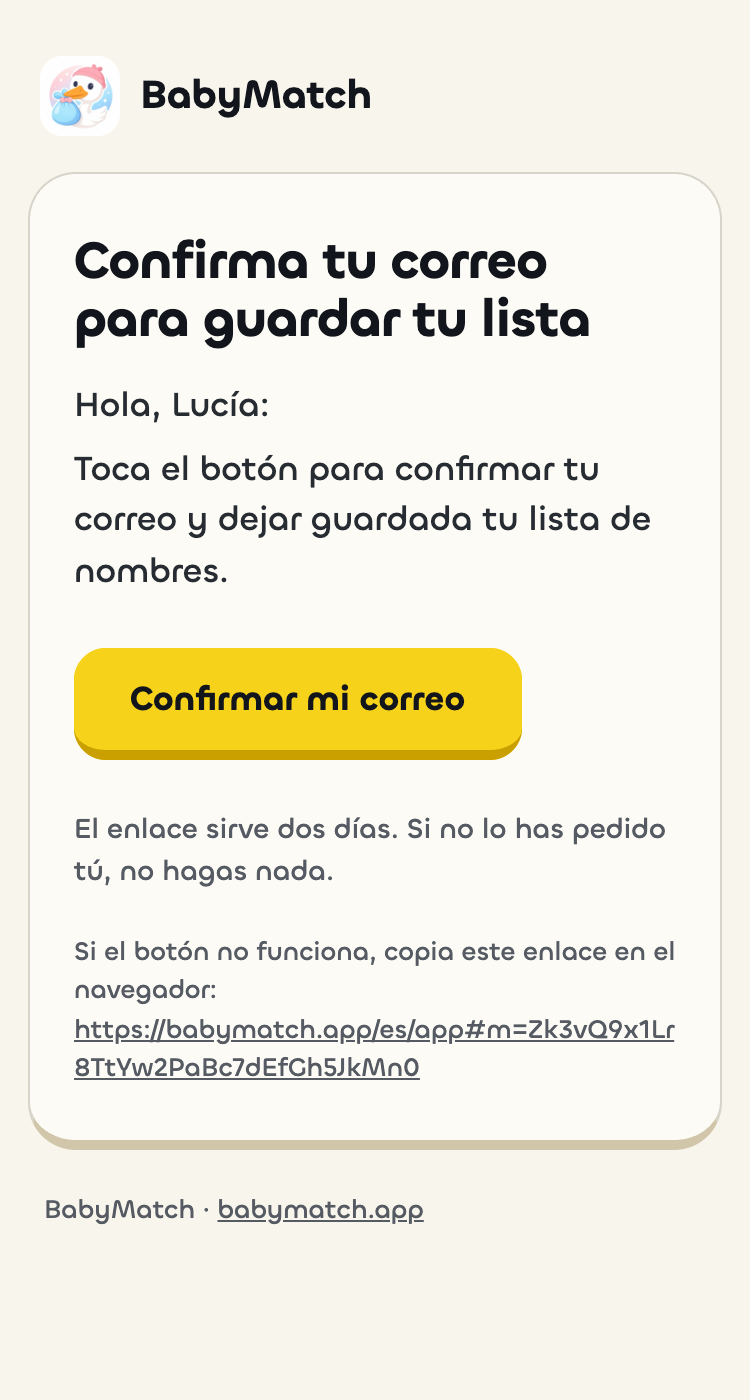 BabyMatch
Confirma tu correo
para guardar tu lista
Hola, Lucía:
Toca el botón para confirmar tu
correo y dejar guardada tu lista de
nombres.
Confirmar mi correo
El enlace sirve dos días. Si no lo has pedido
tú, no hagas nada.
Si el botón no funciona, copia este enlace en el
navegador:
https://babymatch.app/es/app#m=Zk3vQ9x1Lr
8TtYw2PaBc7dEfGh5JkMn0
BabyMatch · babymatch.app